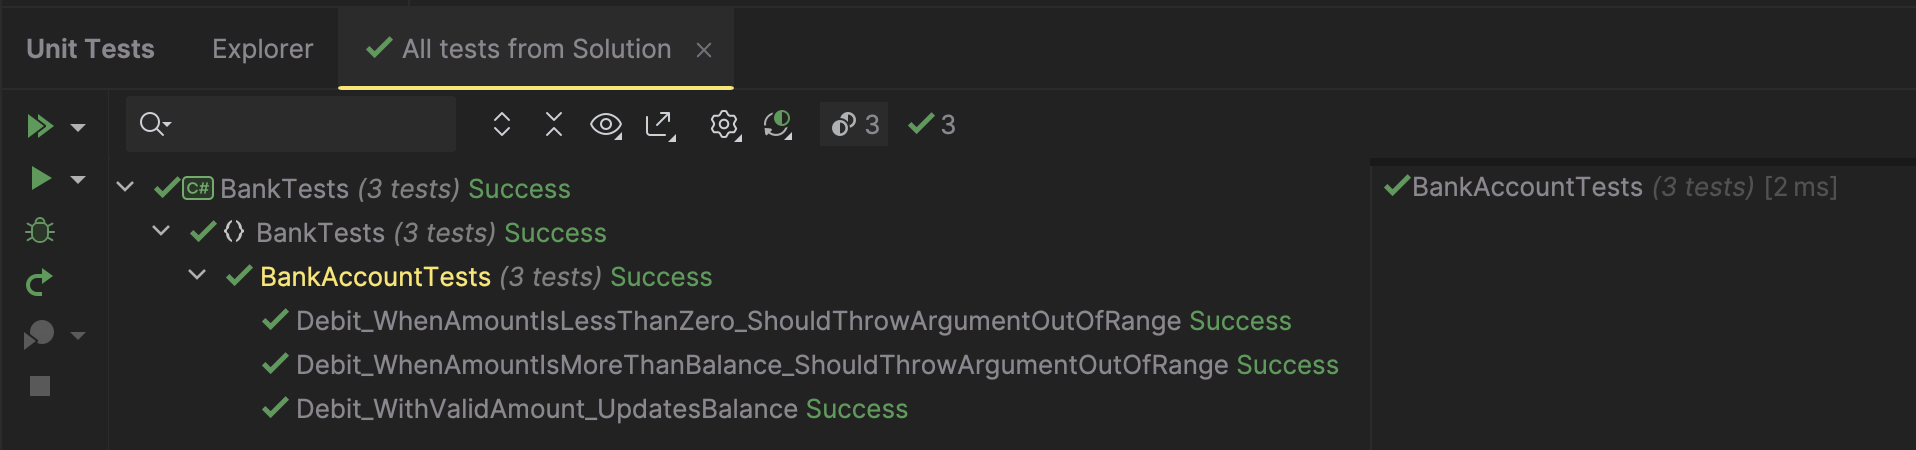 Unit Tests Explorer All tests from Solution
3 3
C# BankTests (3 tests) Success
BankTests (3 tests) Success
BankAccountTests (3 tests) Success
Debit_WhenAmountIsLessThanZero_ShouldThrowArgumentOutOfRange Success
Debit_WhenAmountIsMoreThanBalance_ShouldThrowArgumentOutOfRange Success
Debit_WithValidAmount_UpdatesBalance Success
BankAccountTests (3 tests) [2 ms]